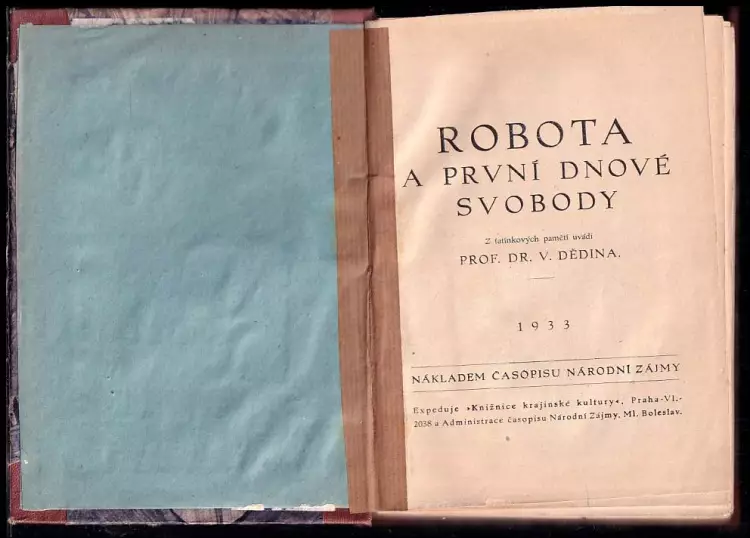 ROBOTA
A PRVNÍ DNOVÉ
SVOBODY
Z tatínkových pamětí uvádí
PROF. DR. V. DĚDINA.
1933
NÁKLADEM ČASOPISU NÁRODNÍ ZÁJMY
Expeduje »Knižnice krajinské kultury«, Praha-VI.-
2038 a Administrace časopisu Národní Zájmy, Ml. Boleslav.